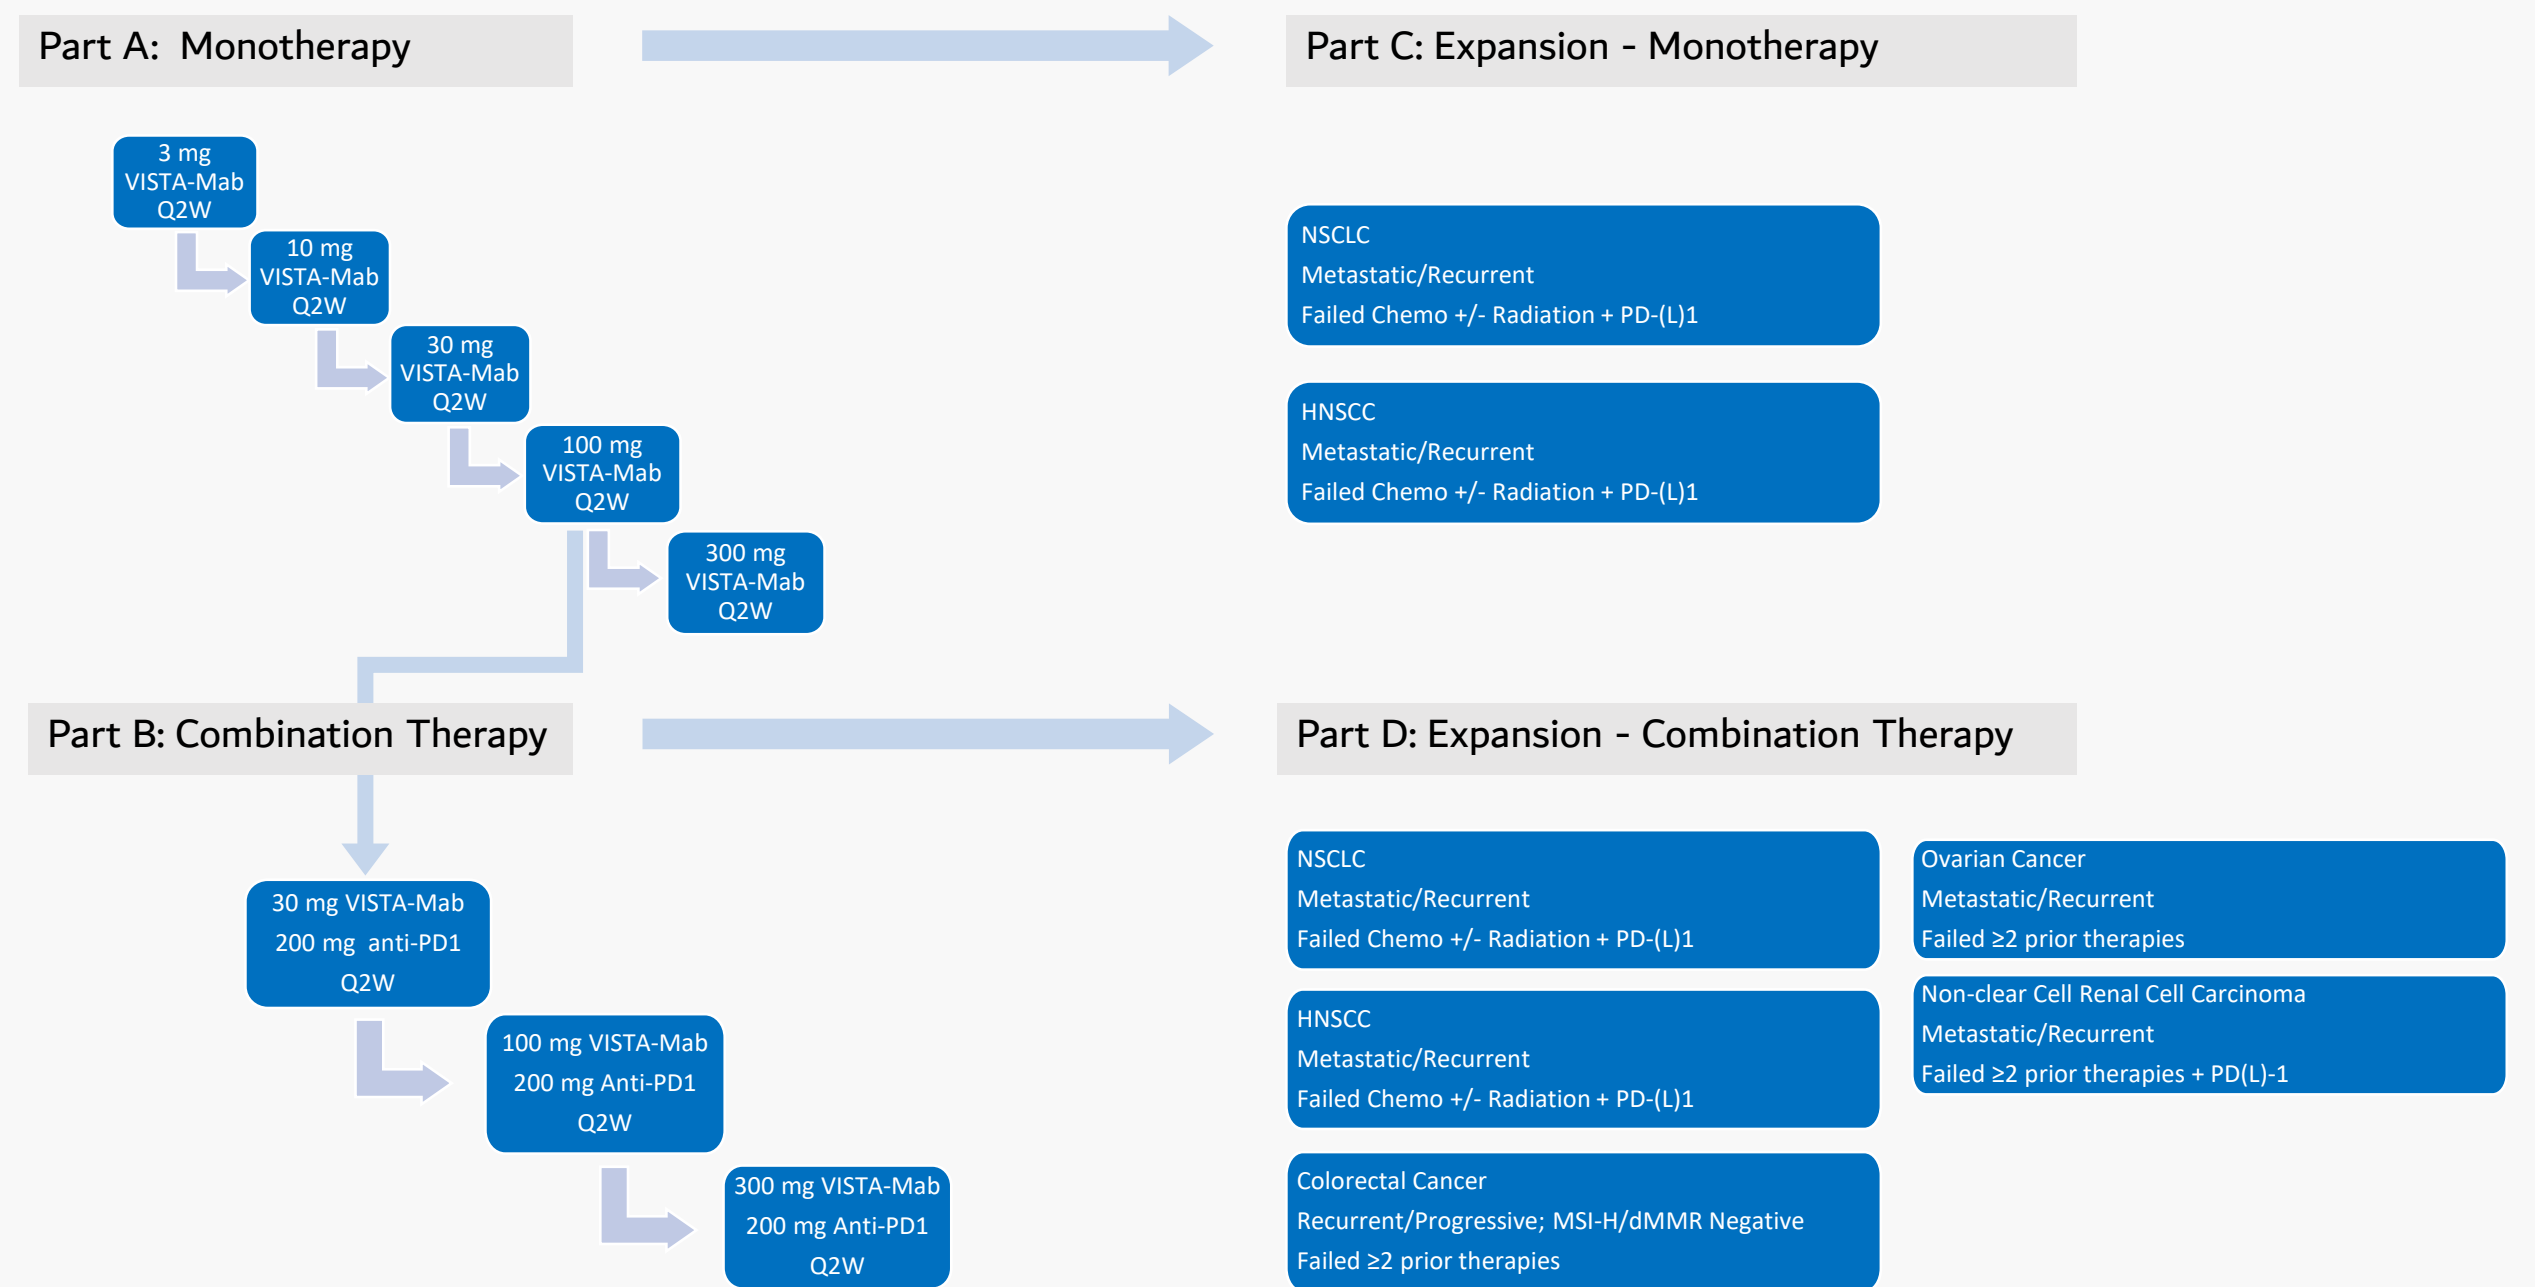 Part A: Monotherapy
3 mg
VISTA-Mab
Q2W
10 mg
VISTA-Mab
Q2W
30 mg
VISTA-Mab
Q2W
100 mg
VISTA-Mab
Q2W
300 mg
VISTA-Mab
Q2W
Part C: Expansion - Monotherapy
NSCLC
Metastatic/Recurrent
Failed Chemo +/- Radiation + PD-(L)1
HNSCC
Metastatic/Recurrent
Failed Chemo +/- Radiation + PD-(L)1
Part B: Combination Therapy
30 mg VISTA-Mab
200 mg anti-PD1
Q2W
100 mg VISTA-Mab
200 mg Anti-PD1
Q2W
300 mg VISTA-Mab
200 mg Anti-PD1
Q2W
Part D: Expansion - Combination Therapy
NSCLC
Metastatic/Recurrent
Failed Chemo +/- Radiation + PD-(L)1
HNSCC
Metastatic/Recurrent
Failed Chemo +/- Radiation + PD-(L)1
Colorectal Cancer
Recurrent/Progressive; MSI-H/dMMR Negative
Failed ≥2 prior therapies
Ovarian Cancer
Metastatic/Recurrent
Failed ≥2 prior therapies
Non-clear Cell Renal Cell Carcinoma
Metastatic/Recurrent
Failed ≥2 prior therapies + PD(L)-1